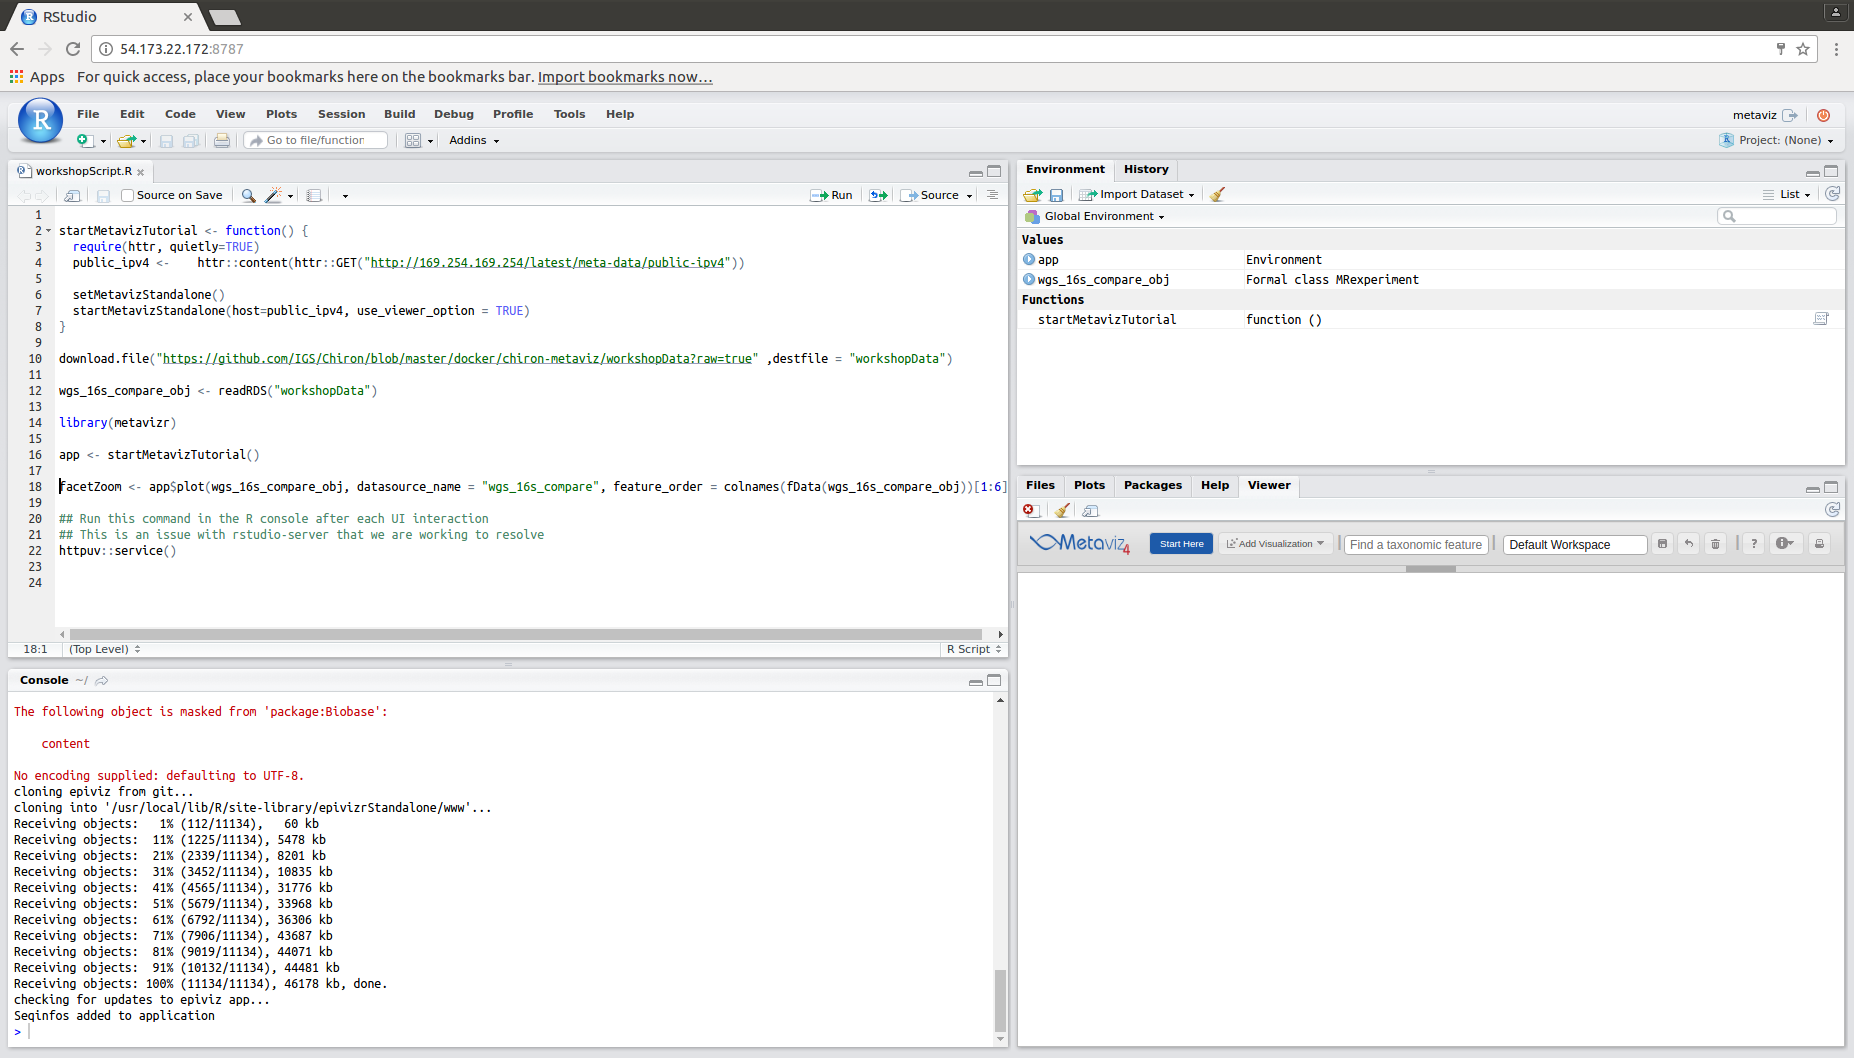 RStudio
54.173.22.172:8787
Apps For quick access, place your bookmarks here on the bookmarks bar. Import bookmarks now...
R
File Edit Code View Plots Session Build Debug Profile Tools Help
metaviz
Go to file/function
Addins
Project: (None)
workshopScript.R
Source on Save
Run
Source
1
2 startMetavizTutorial <- function() {
3 require(httr, quietly=TRUE)
4 public_ipv4 <- httr::content(httr::GET("http://169.254.169.254/latest/meta-data/public-ipv4"))
5
6 setMetavizStandalone()
7 startMetavizStandalone(host=public_ipv4, use_viewer_option = TRUE)
8 }
9
10 download.file("https://github.com/IGS/Chiron/blob/master/docker/chiron-metaviz/workshopData?raw=true" ,destfile = "workshopData")
11
12 wgs_16s_compare_obj <- readRDS("workshopData")
13
14 library(metavizr)
15
16 app <- startMetavizTutorial()
17
18 facetZoom <- app$plot(wgs_16s_compare_obj, datasource_name = "wgs_16s_compare", feature_order = colnames(fData(wgs_16s_compare_obj))[1:6]
19
20 ## Run this command in the R console after each UI interaction
21 ## This is an issue with rstudio-server that we are working to resolve
22 httpuv::service()
23
24
18:1 (Top Level)
R Script
Console ~/
The following object is masked from 'package:Biobase':
content
No encoding supplied: defaulting to UTF-8.
cloning epiviz from git...
cloning into '/usr/local/lib/R/site-library/epivizrStandalone/www'...
Receiving objects: 1% (112/11134), 60 kb
Receiving objects: 11% (1225/11134), 5478 kb
Receiving objects: 21% (2339/11134), 8201 kb
Receiving objects: 31% (3452/11134), 10835 kb
Receiving objects: 41% (4565/11134), 31776 kb
Receiving objects: 51% (5679/11134), 33968 kb
Receiving objects: 61% (6792/11134), 36306 kb
Receiving objects: 71% (7906/11134), 43687 kb
Receiving objects: 81% (9019/11134), 44071 kb
Receiving objects: 91% (10132/11134), 44481 kb
Receiving objects: 100% (11134/11134), 46178 kb, done.
checking for updates to epiviz app...
Seqinfos added to application
>
Environment History
Import Dataset
List
Global Environment
Values
app Environment
wgs_16s_compare_obj Formal class MRexperiment
Functions
startMetavizTutorial function ()
Files Plots Packages Help Viewer
Metaviz4 Start Here Add Visualization Find a taxonomic feature Default Workspace ?